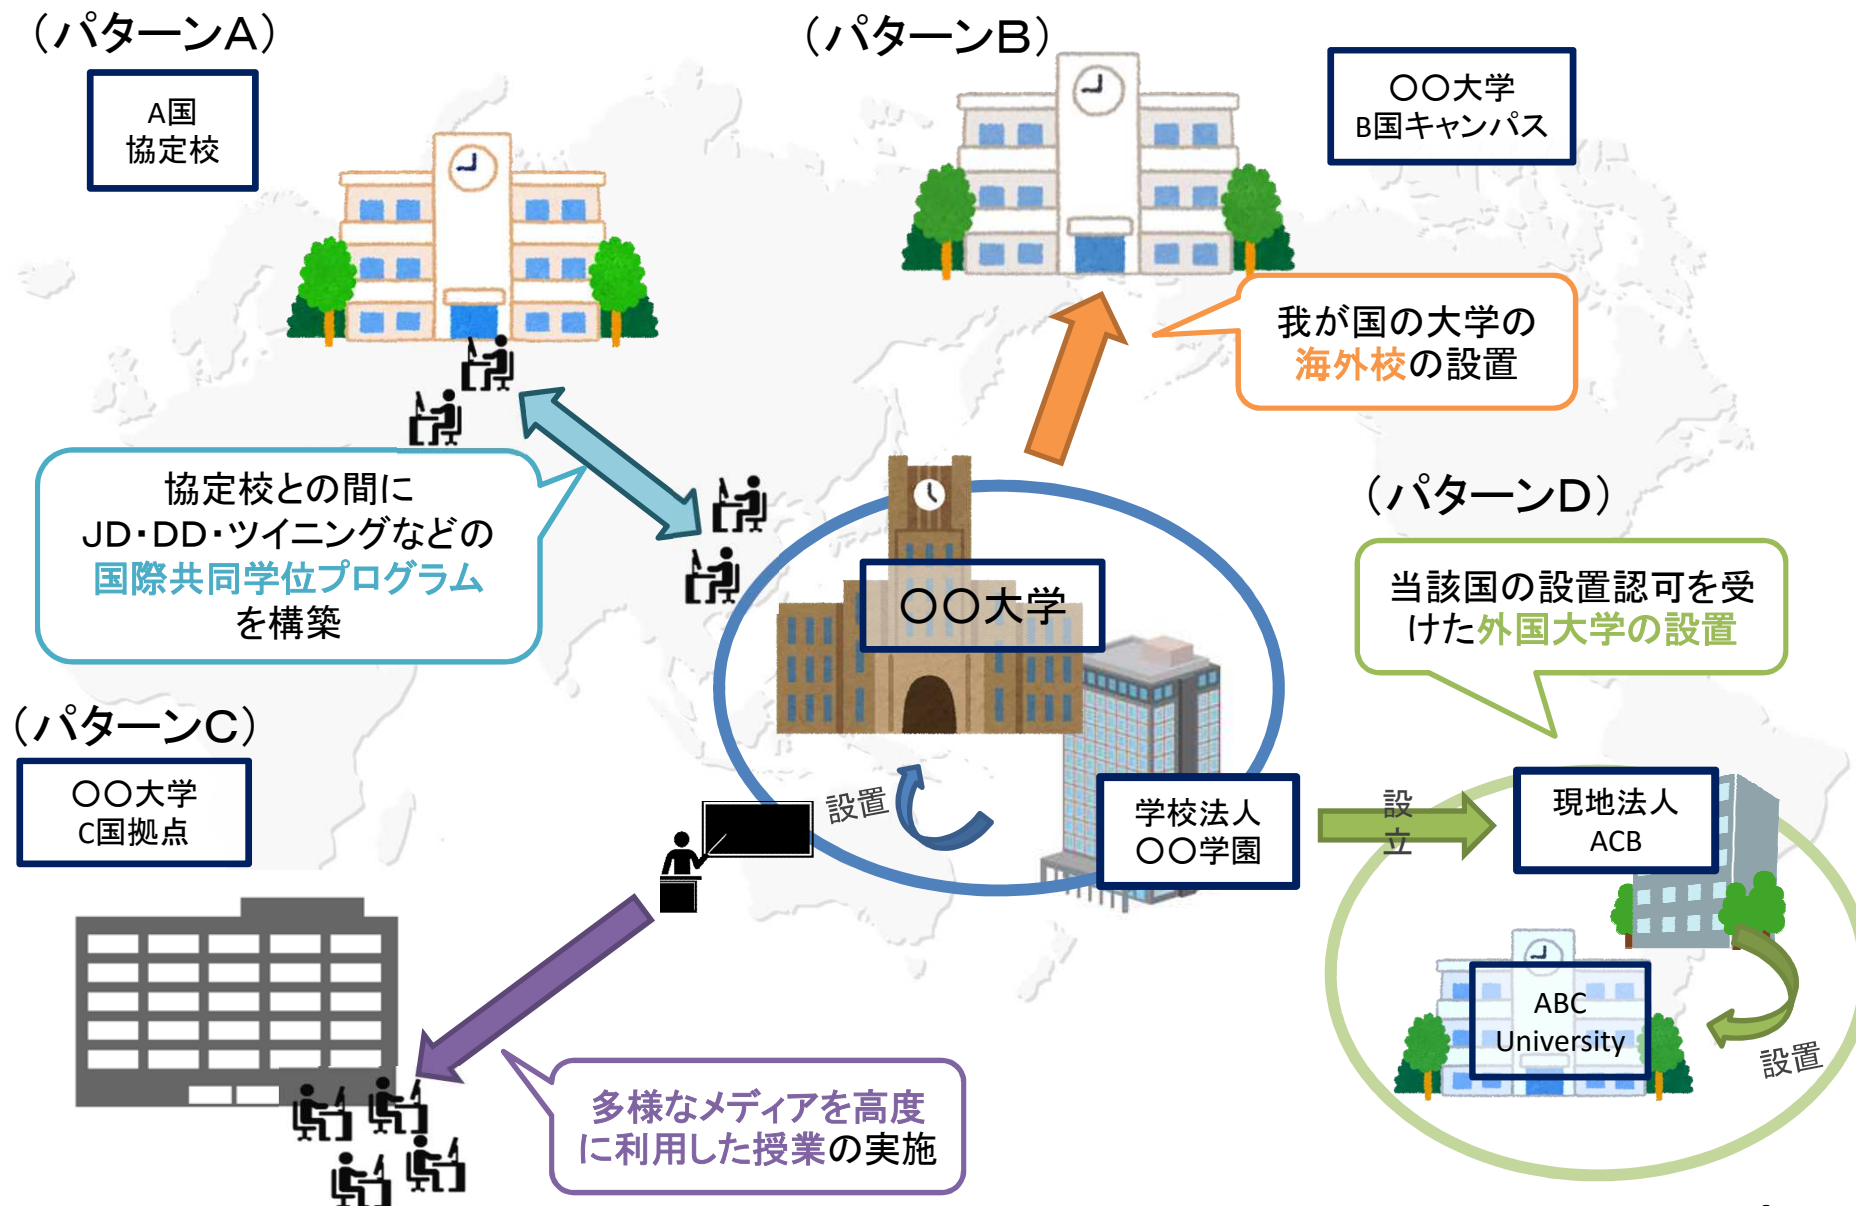 （パターンA）
A国
協定校
協定校との間に
JD・DD・ツイニングなどの
国際共同学位プログラム
を構築
（パターンB）
〇〇大学
B国キャンパス
我が国の大学の
海外校の設置
〇〇大学
設置
学校法人
〇〇学園
（パターンC）
〇〇大学
C国拠点
多様なメディアを高度
に利用した授業の実施
（パターンD）
当該国の設置認可を受
けた外国大学の設置
設
立
現地法人
ACB
ABC
University
設置